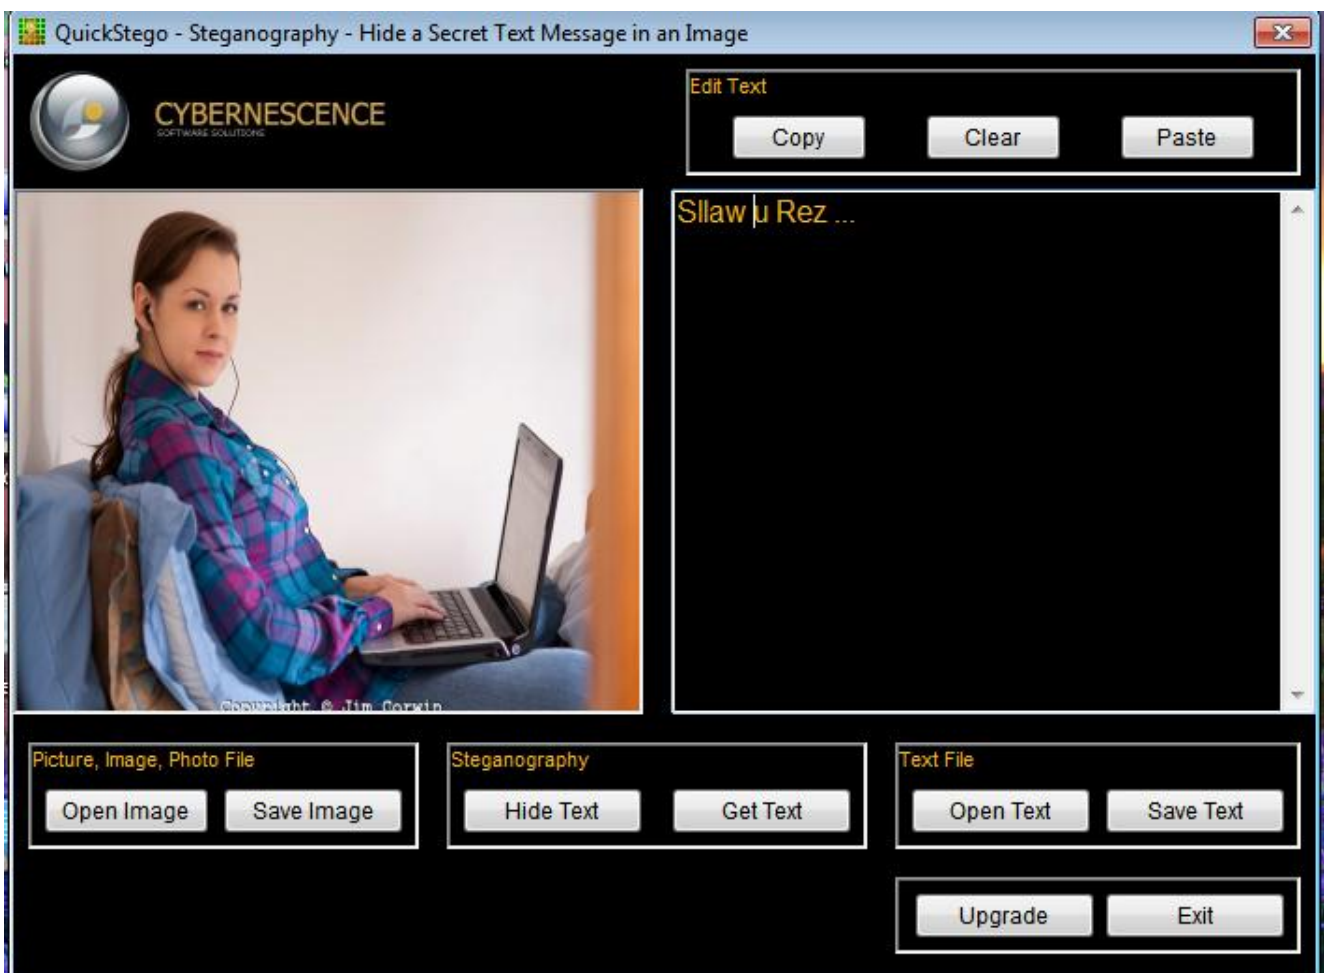 QuickStego - Steganography - Hide a Secret Text Message in an Image
CYBERNESCENCE
SOFTWARE SOLUTIONS
Edit Text
Copy Clear Paste
Sllaw u Rez ...
Copyright © Jim Corwin
Picture, Image, Photo File
Open Image Save Image
Steganography
Hide Text Get Text
Text File
Open Text Save Text
Upgrade Exit